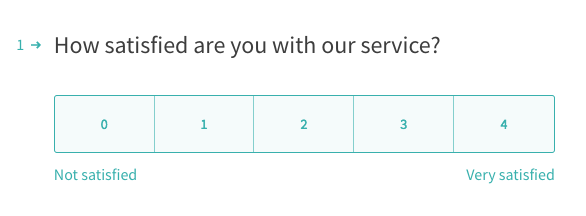 1 → How satisfied are you with our service?
0 1 2 3 4
Not satisfied Very satisfied